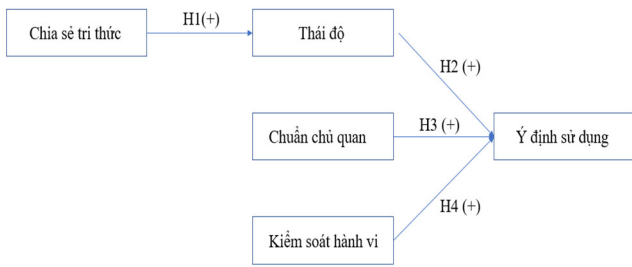 H1(+)
Chia sẻ tri thức
Thái độ
H2 (+)
Chuẩn chủ quan
H3 (+)
Ý định sử dụng
H4 (+)
Kiểm soát hành vi